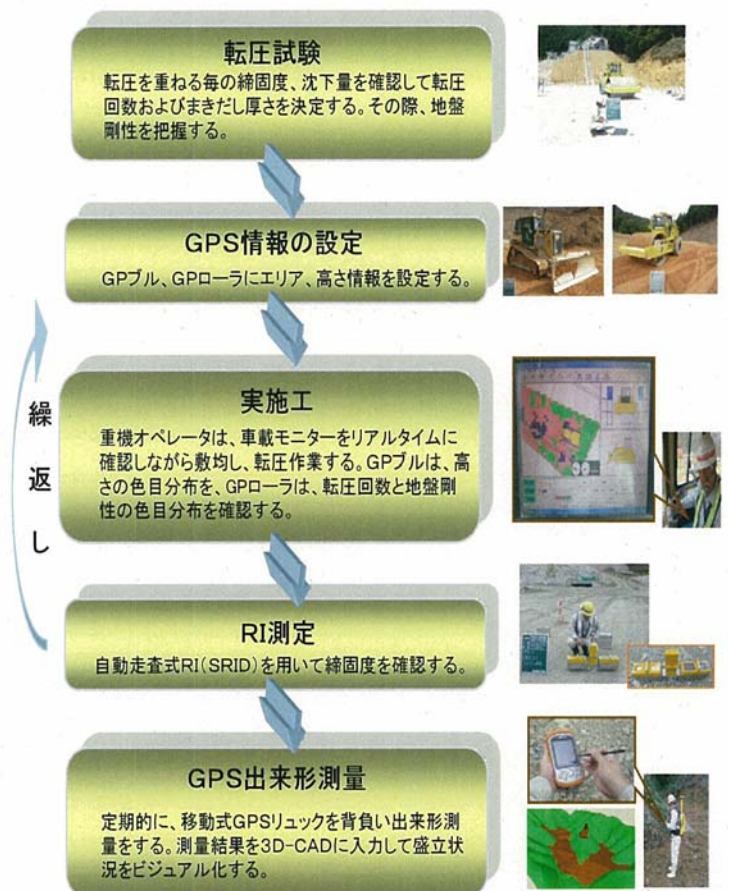 転圧試験
転圧を重ねる毎の締固度、沈下量を確認して転圧
回数およびまきだし厚さを決定する。その際、地盤
剛性を把握する。
GPS情報の設定
GPブル、GPローラにエリア、高さ情報を設定する。
繰返し
実施工
重機オペレータは、車載モニターをリアルタイムに
確認しながら敷均し、転圧作業する。GPブルは、高
さの色目分布を、GPローラは、転圧回数と地盤剛
性の色目分布を確認する。
RI測定
自動走査式RI(SRID)を用いて締固度を確認する。
GPS出来形測量
定期的に、移動式GPSリュックを背負い出来形測
量をする。測量結果を3D-CADに入力して盛立状
況をビジュアル化する。